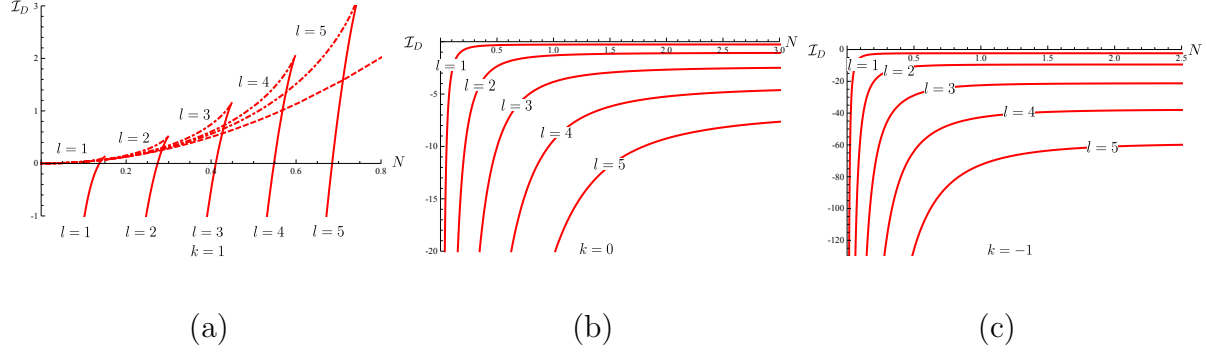 𝓘_D
3
2
1
0
-1
0.2
0.4
0.6
0.8
N
l = 1
l = 2
l = 3
l = 4
l = 5
l = 1
l = 2
l = 3
l = 4
l = 5
k = 1
(a)
𝓘_D
0.5
1.0
1.5
2.0
2.5
3.0
N
-5
-10
-15
-20
l = 1
l = 2
l = 3
l = 4
l = 5
k = 0
(b)
𝓘_D
0
-20
-40
-60
-80
-100
-120
0.5
1.0
1.5
2.0
2.5
N
l = 1
l = 2
l = 3
l = 4
l = 5
k = −1
(c)